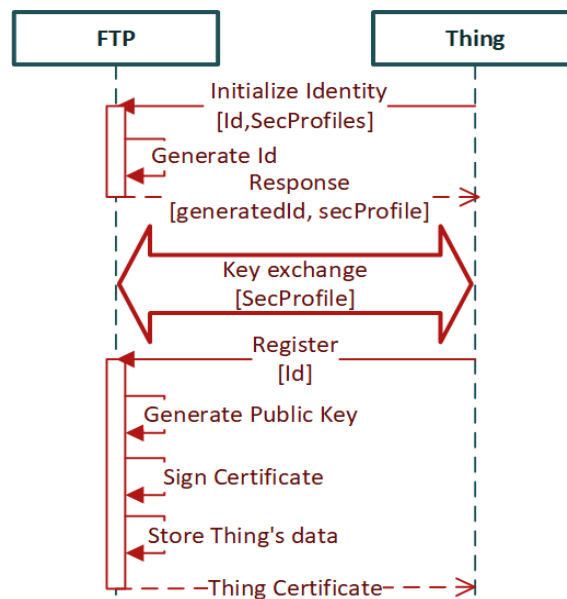 FTP
Thing
Initialize Identity
[Id,SecProfiles]
Generate Id
Response
[generatedId, secProfile]
Key exchange
[SecProfile]
Register
[Id]
Generate Public Key
Sign Certificate
Store Thing's data
Thing Certificate